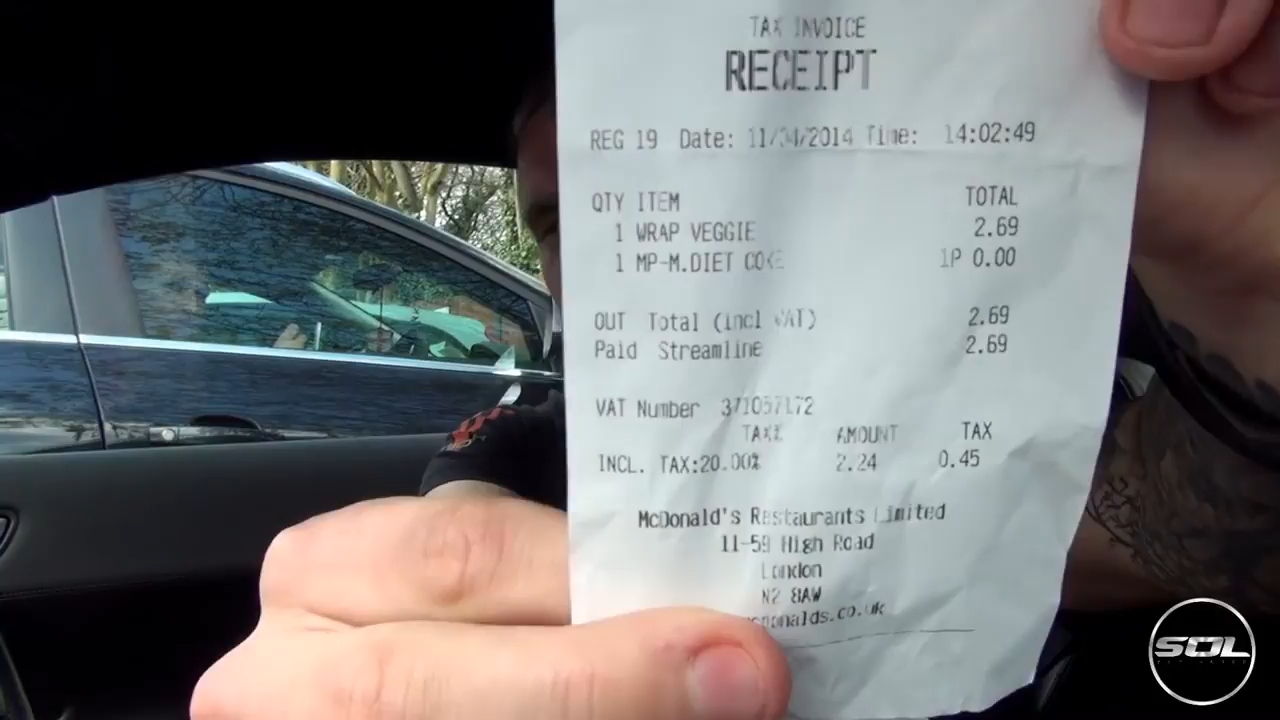 TAX INVOICE
RECEIPT
REG 19 Date: 11/04/2014 Time: 14:02:49
QTY ITEM TOTAL
1 WRAP VEGGIE 2.69
1 MP-M.DIET COKE 1P 0.00
OUT Total (incl VAT) 2.69
Paid Streamline 2.69
VAT Number 371057172
TAX% AMOUNT TAX
INCL. TAX:20.00% 2.24 0.45
McDonald's Restaurants Limited
11-59 High Road
London
N2 8AW
SOL